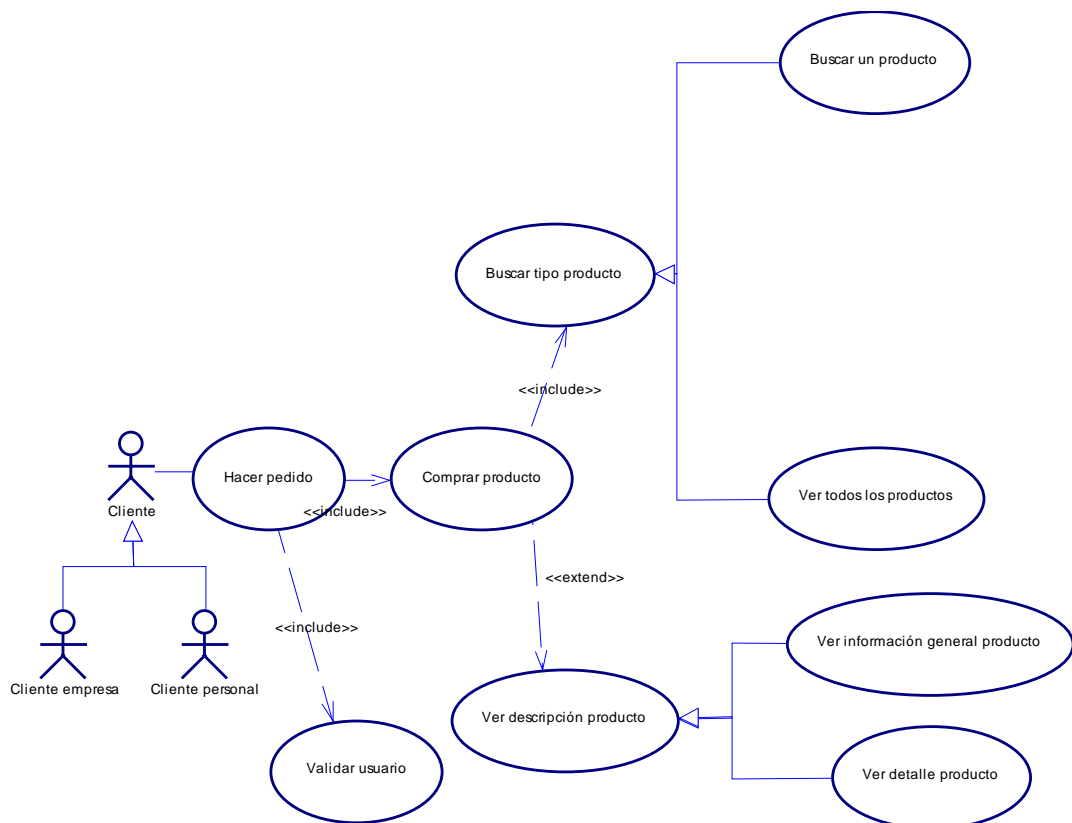 Buscar un producto
Buscar tipo producto
<<include>>
Hacer pedido
Comprar producto
Ver todos los productos
Cliente
<<include>>
<<extend>>
<<include>>
Ver información general producto
Cliente empresa
Cliente personal
Ver descripción producto
Validar usuario
Ver detalle producto